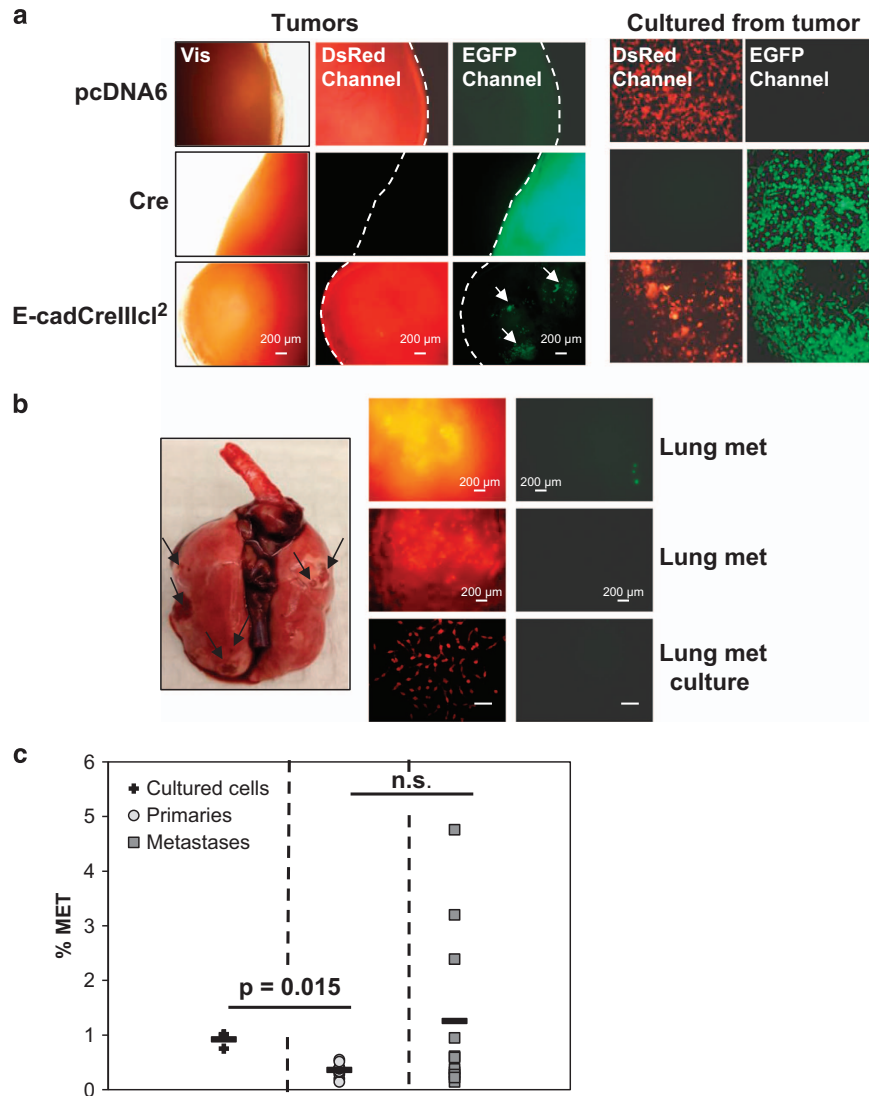 a
Tumors
Cultured from tumor
Vis
DsRed
Channel
EGFP
Channel
DsRed
Channel
EGFP
Channel
pcDNA6
Cre
E-cadCreIIIcI²
200 µm
200 µm
200 µm
b
200 µm
200 µm
Lung met
200 µm
200 µm
Lung met
Lung met
culture
c
% MET
6
5
4
3
2
1
0
Cultured cells
Primaries
Metastases
n.s.
p = 0.015